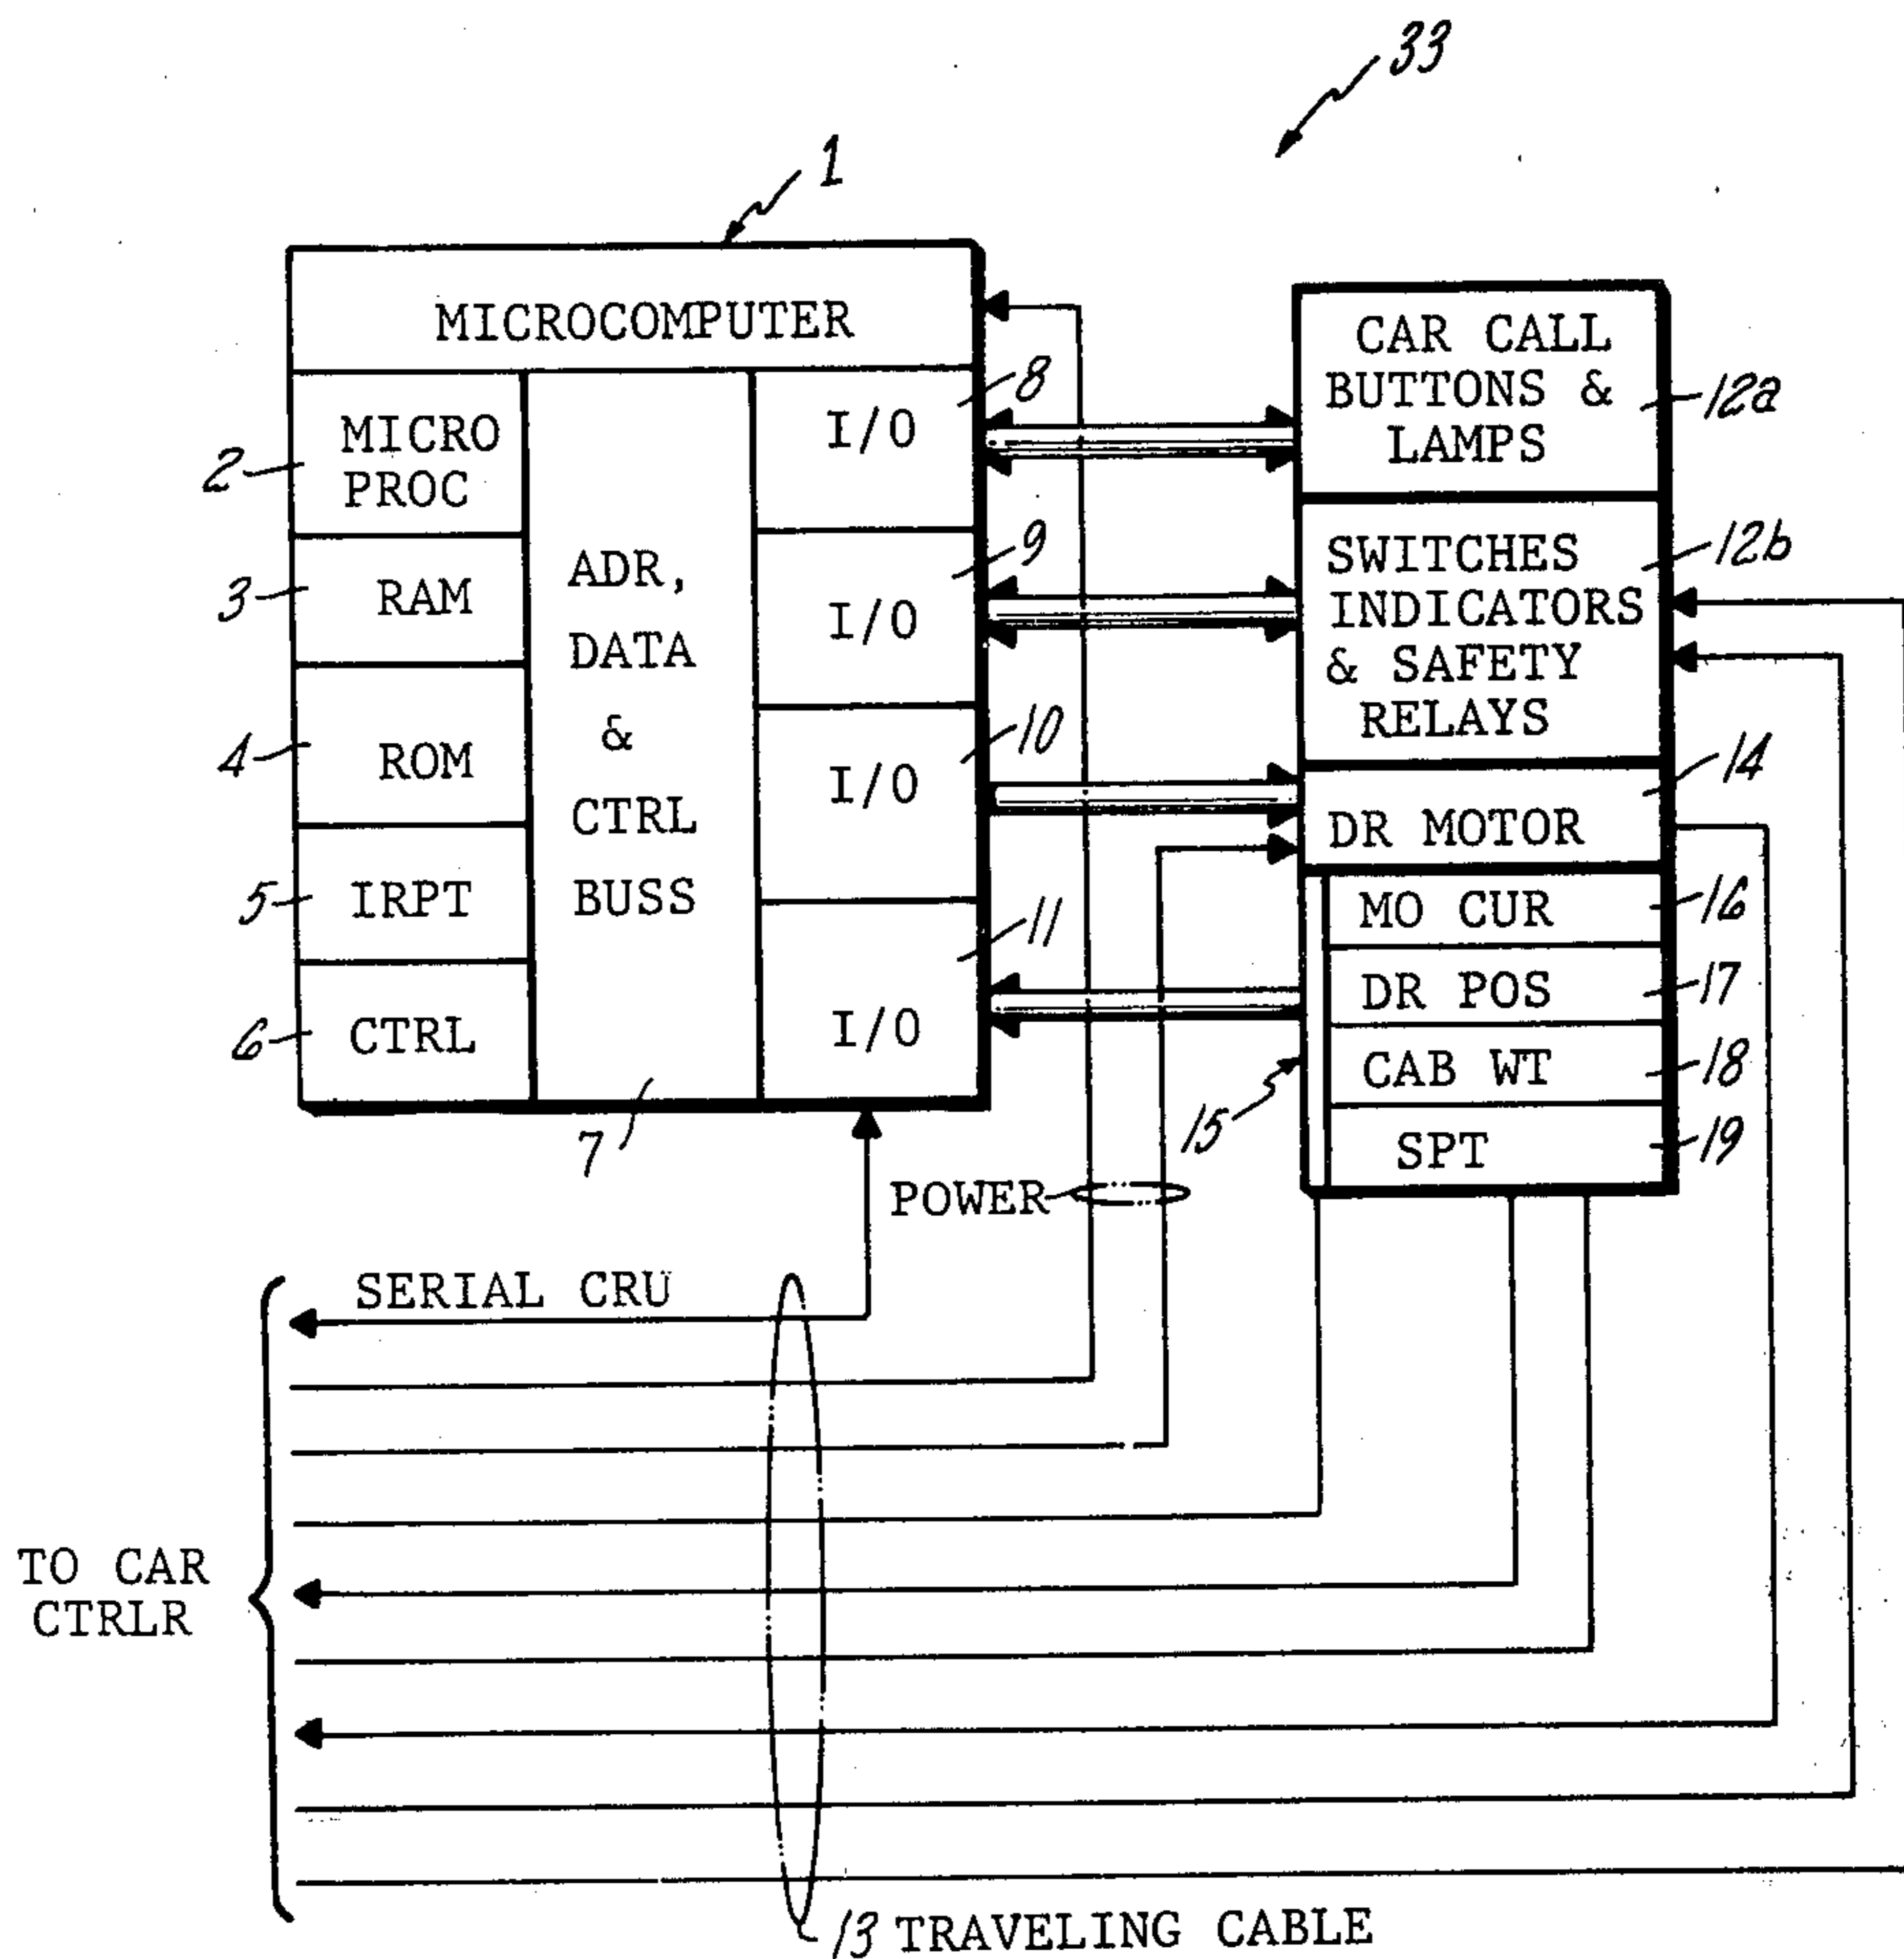 33
1
MICROCOMPUTER
2
MICRO
PROC
3
RAM
4
ROM
5
IRPT
6
CTRL
ADR,
DATA
&
CTRL
BUSS
7
8
I/O
9
I/O
10
I/O
11
I/O
CAR CALL
BUTTONS &
LAMPS
12a
SWITCHES
INDICATORS
& SAFETY
RELAYS
12b
DR MOTOR
14
15
MO CUR
16
DR POS
17
CAB WT
18
SPT
19
POWER
SERIAL CRU
TO CAR
CTRLR
13 TRAVELING CABLE